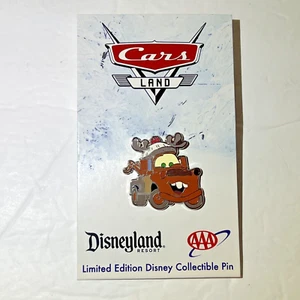 Cars
LAND
Disneyland
RESORT
AAA
Limited Edition Disney Collectible Pin